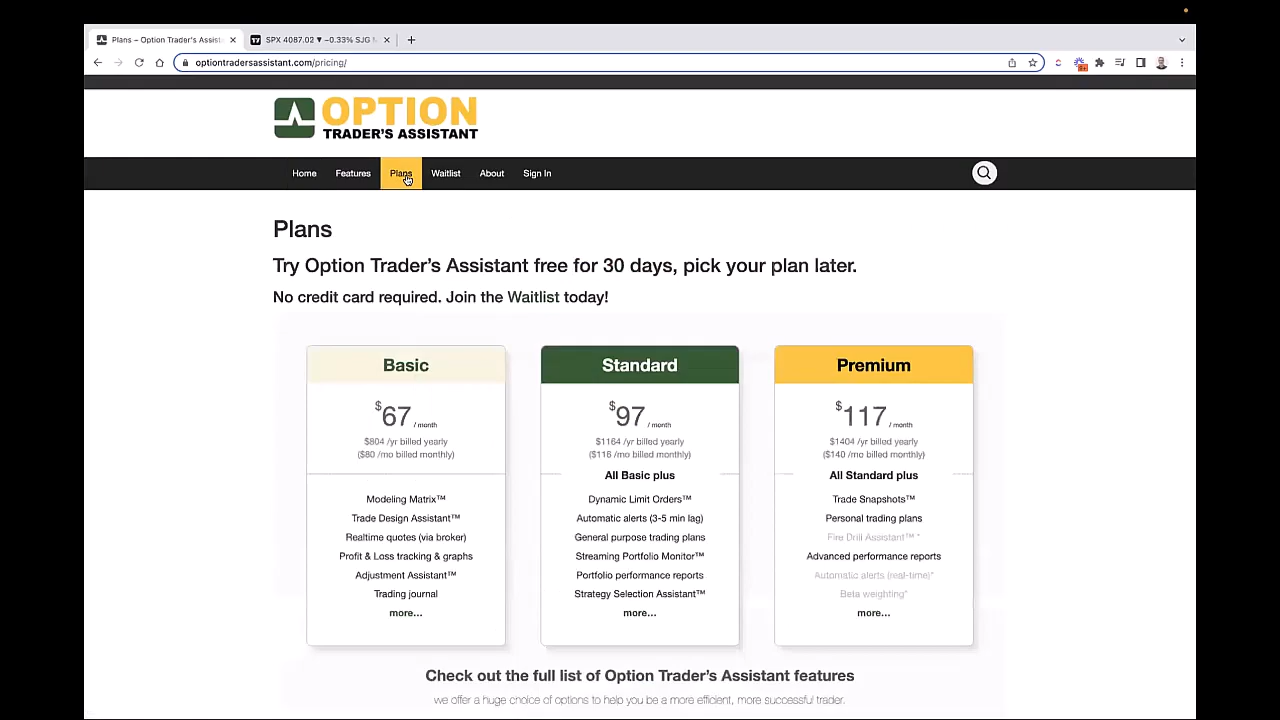 Plans – Option Trader's Assist
SPX 4087.02 ▼ −0.33% SJG
optiontradersassistant.com/pricing/
OPTION
TRADER'S ASSISTANT
Home Features Plans Waitlist About Sign In
Plans
Try Option Trader's Assistant free for 30 days, pick your plan later.
No credit card required. Join the Waitlist today!
Basic
$67 / month
$804 /yr billed yearly
($80 /mo billed monthly)
Modeling Matrix™
Trade Design Assistant™
Realtime quotes (via broker)
Profit & Loss tracking & graphs
Adjustment Assistant™
Trading journal
more...
Standard
$97 / month
$1164 /yr billed yearly
($116 /mo billed monthly)
All Basic plus
Dynamic Limit Orders™
Automatic alerts (3-5 min lag)
General purpose trading plans
Streaming Portfolio Monitor™
Portfolio performance reports
Strategy Selection Assistant™
more...
Premium
$117 / month
$1404 /yr billed yearly
($140 /mo billed monthly)
All Standard plus
Trade Snapshots™
Personal trading plans
Fire Drill Assistant™ *
Advanced performance reports
Automatic alerts (real-time)*
Beta weighting*
more...
Check out the full list of Option Trader's Assistant features
we offer a huge choice of options to help you be a more efficient, more successful trader.